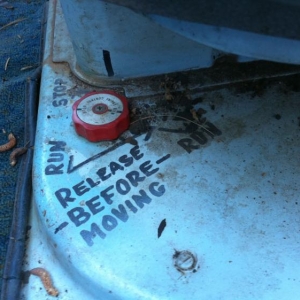 STOP
RUN
RUN
RELEASE
-BEFORE-
MOVING